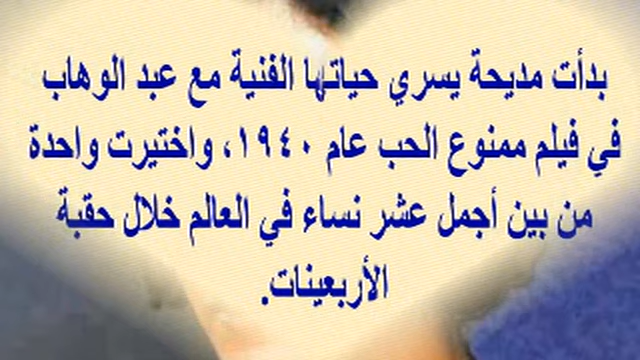 بدأت مديحة يسري حياتها الفنية مع عبد الوهاب
في فيلم ممنوع الحب عام ١٩٤٠، واختيرت واحدة
من بين أجمل عشر نساء في العالم خلال حقبة
الأربعينات.